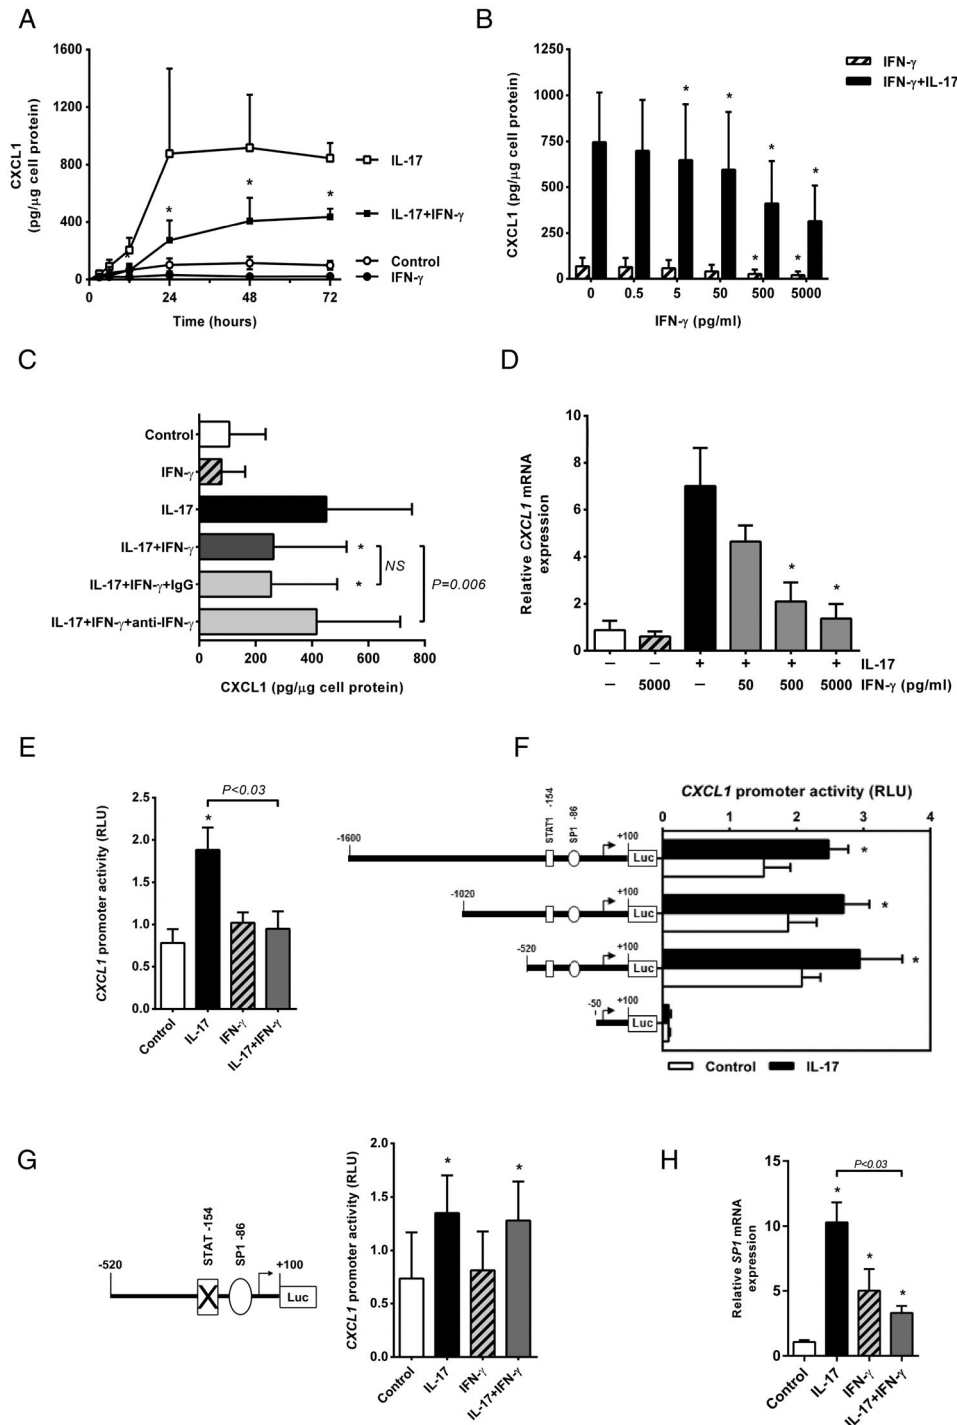 A
1600
1200
800
400
0
CXCL1
(pg/μg cell protein)
*
*
*
*
IL-17
IL-17+IFN-γ
Control
IFN-γ
0 24 48 72
Time (hours)
B
1250
1000
750
500
250
0
CXCL1 (pg/μg cell protein)
IFN-γ
IFN-γ+IL-17
* * * *
* *
0 0.5 5 50 500 5000
IFN-γ (pg/ml)
C
Control
IFN-γ
IL-17
IL-17+IFN-γ
IL-17+IFN-γ+IgG
IL-17+IFN-γ+anti-IFN-γ
*
*
NS
P=0.006
0 200 400 600 800
CXCL1 (pg/μg cell protein)
D
10
8
6
4
2
0
Relative CXCL1 mRNA
expression
* *
– – + + + + IL-17
– 5000 – 50 500 5000 IFN-γ (pg/ml)
E
P<0.03
2.5
2.0
1.5
1.0
0.5
0.0
CXCL1 promoter activity (RLU)
*
Control
IL-17
IFN-γ
IL-17+IFN-γ
F
CXCL1 promoter activity (RLU)
0 1 2 3 4
STAT1 -154
SP1 -86
-1600 +100
Luc *
-1020 +100
Luc *
-520 +100
Luc *
-50 +100
Luc
Control IL-17
G
STAT -154
SP1 -86
-520 +100
X
Luc
2.0
1.5
1.0
0.5
0.0
CXCL1 promoter activity (RLU)
* *
Control
IL-17
IFN-γ
IL-17+IFN-γ
H
P<0.03
15
10
5
0
Relative SP1 mRNA
expression
*
*
*
Control
IL-17
IFN-γ
IL-17+IFN-γ